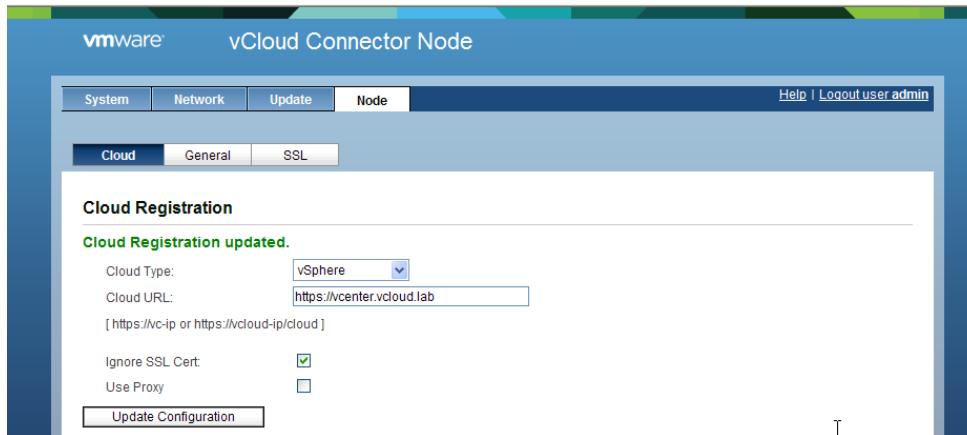 vmware vCloud Connector Node
System Network Update Node Help | Logout user admin
Cloud General SSL
Cloud Registration
Cloud Registration updated.
Cloud Type: vSphere
Cloud URL: https://vcenter.vcloud.lab
[ https://vc-ip or https://vcloud-ip/cloud ]
Ignore SSL Cert:
Use Proxy
Update Configuration